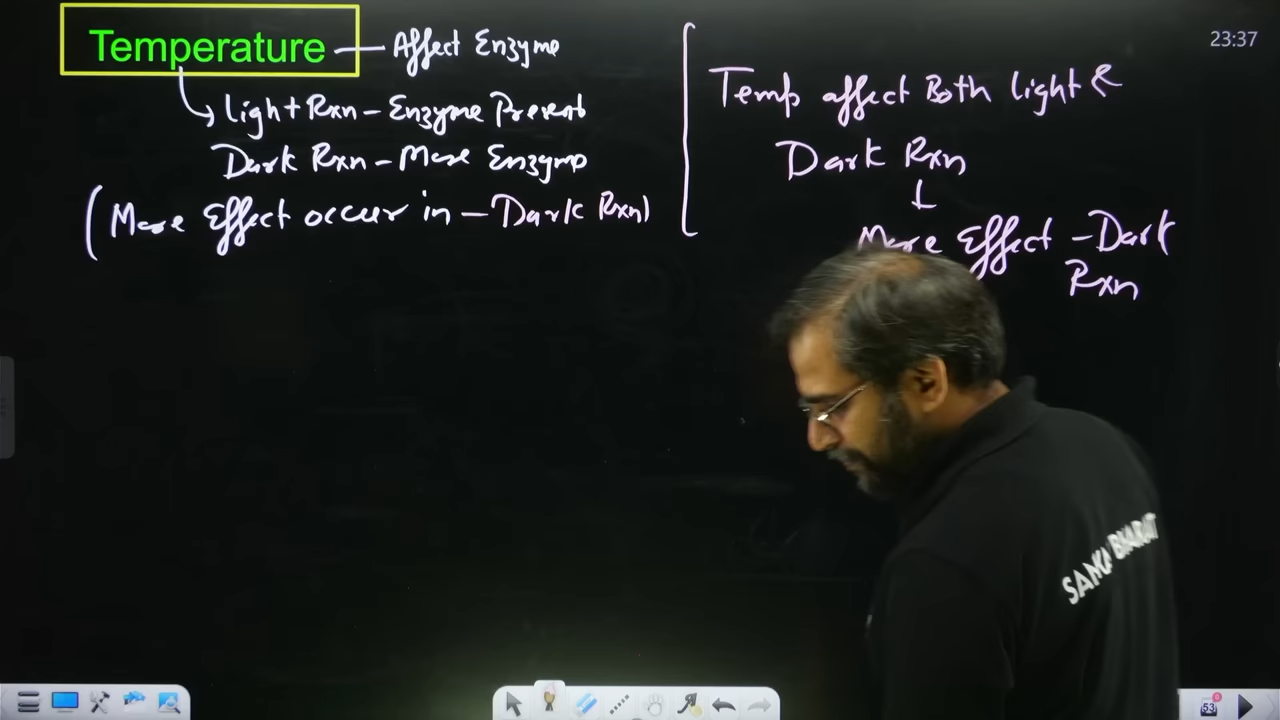 Temperature — Affect Enzyme
Light Rxn - Enzyme Present
Dark Rxn - More Enzyme
(More Effect occur in - Dark Rxn)
23:37
Temp affect Both light &
Dark Rxn
More Effect - Dark
Rxn
BHARAT
53